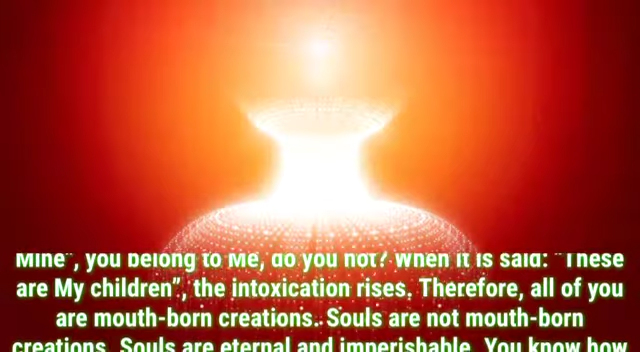 Mine”, you belong to Me, do you not? When it is said: “These
are My children”, the intoxication rises. Therefore, all of you
are mouth-born creations. Souls are not mouth-born
creations. Souls are eternal and imperishable. You know how